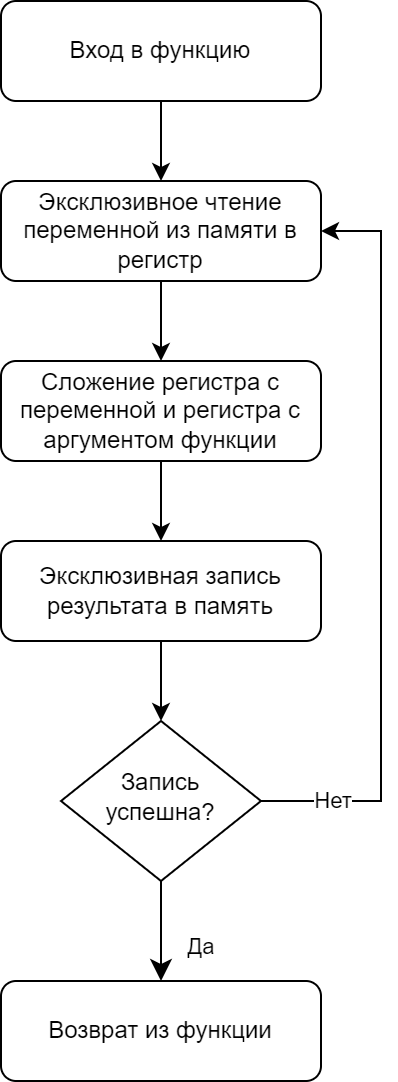 Вход в функцию
Эксклюзивное чтение
переменной из памяти в
регистр
Сложение регистра с
переменной и регистра с
аргументом функции
Эксклюзивная запись
результата в память
Запись
успешна?
Нет
Да
Возврат из функции